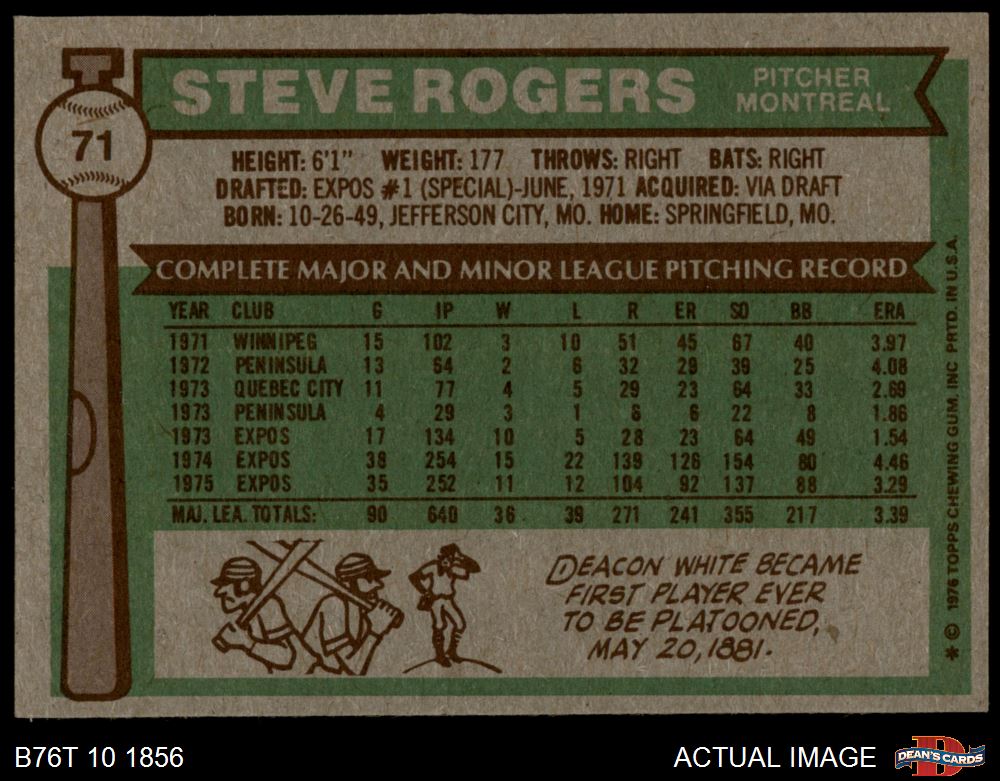 STEVE ROGERS
PITCHER
MONTREAL
71
HEIGHT: 6'1" WEIGHT: 177 THROWS: RIGHT BATS: RIGHT
DRAFTED: EXPOS #1 (SPECIAL)-JUNE, 1971 ACQUIRED: VIA DRAFT
BORN: 10-26-49, JEFFERSON CITY, MO. HOME: SPRINGFIELD, MO.
COMPLETE MAJOR AND MINOR LEAGUE PITCHING RECORD
YEAR CLUB G IP W L R ER SO BB ERA
1971 WINNIPEG 15 102 3 10 51 45 67 40 3.97
1972 PENINSULA 13 64 2 6 32 29 39 25 4.08
1973 QUEBEC CITY 11 77 4 5 29 23 64 33 2.69
1973 PENINSULA 4 29 3 1 6 6 22 8 1.86
1973 EXPOS 17 134 10 5 28 23 64 49 1.54
1974 EXPOS 38 254 15 22 139 126 154 80 4.46
1975 EXPOS 35 252 11 12 104 92 137 88 3.29
MAJ. LEA. TOTALS: 90 640 36 39 271 241 355 217 3.39
DEACON WHITE BECAME
FIRST PLAYER EVER
TO BE PLATOONED,
MAY 20, 1881.
* © 1976 TOPPS CHEWING GUM, INC PRTD. IN U.S.A.
B76T 10 1856
ACTUAL IMAGE
D
DEAN'S CARDS